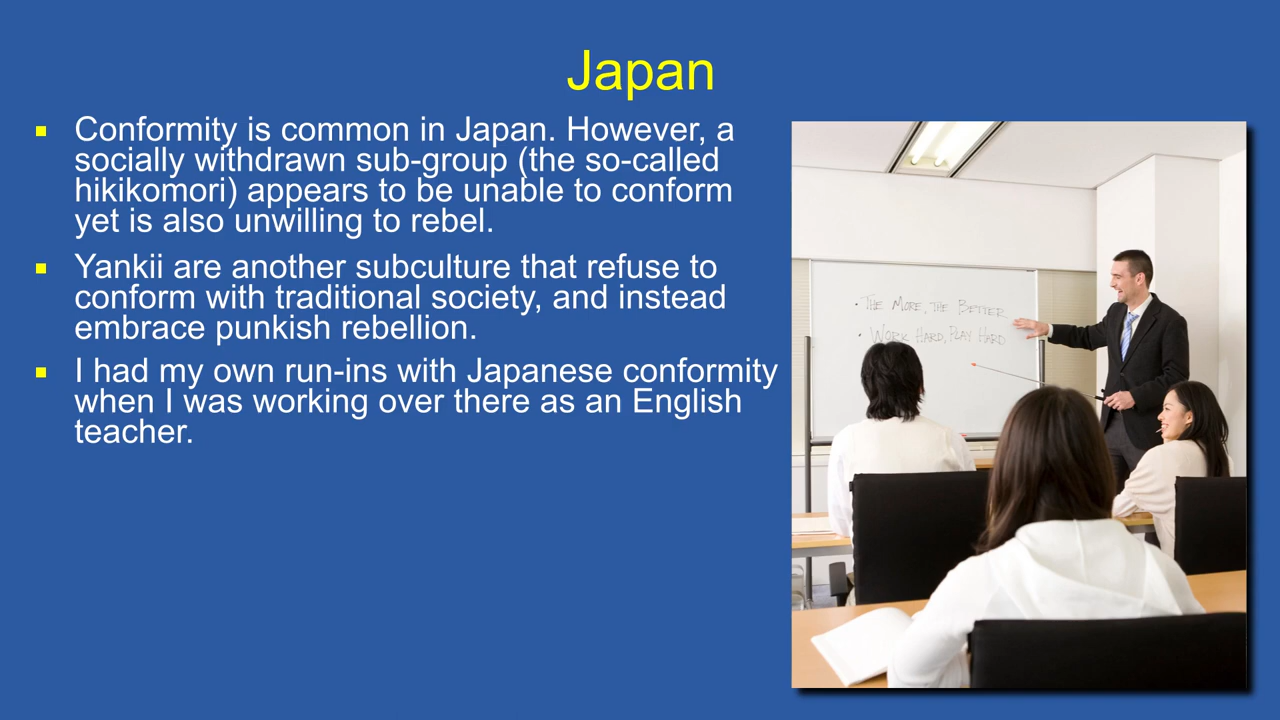 Japan
Conformity is common in Japan. However, a
socially withdrawn sub-group (the so-called
hikikomori) appears to be unable to conform
yet is also unwilling to rebel.
Yankii are another subculture that refuse to
conform with traditional society, and instead
embrace punkish rebellion.
I had my own run-ins with Japanese conformity
when I was working over there as an English
teacher.
• THE MORE, THE BETTER
• WORK HARD, PLAY HARD